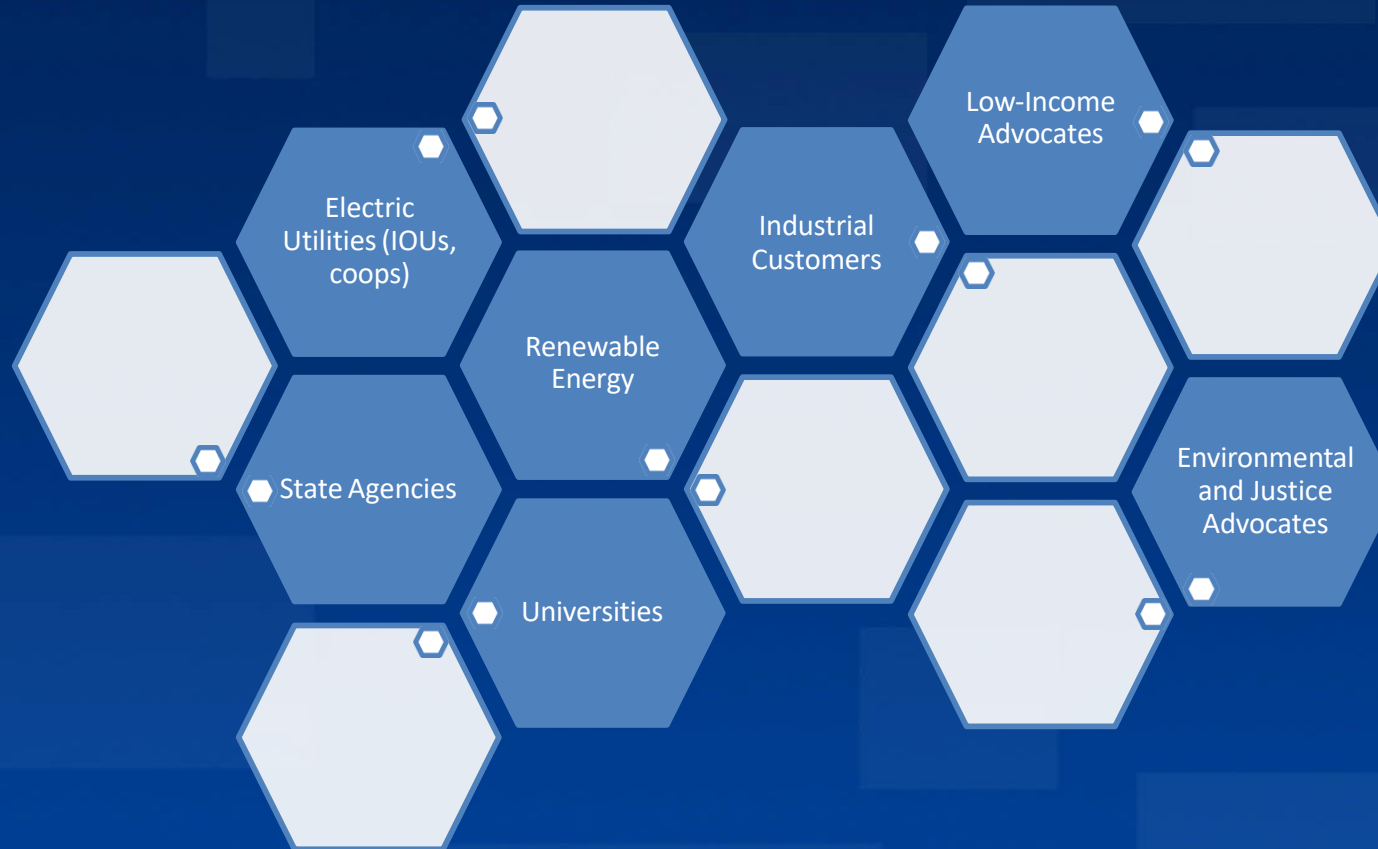 Low-Income
Advocates
Electric
Utilities (IOUs,
coops)
Industrial
Customers
Renewable
Energy
State Agencies
Environmental
and Justice
Advocates
Universities